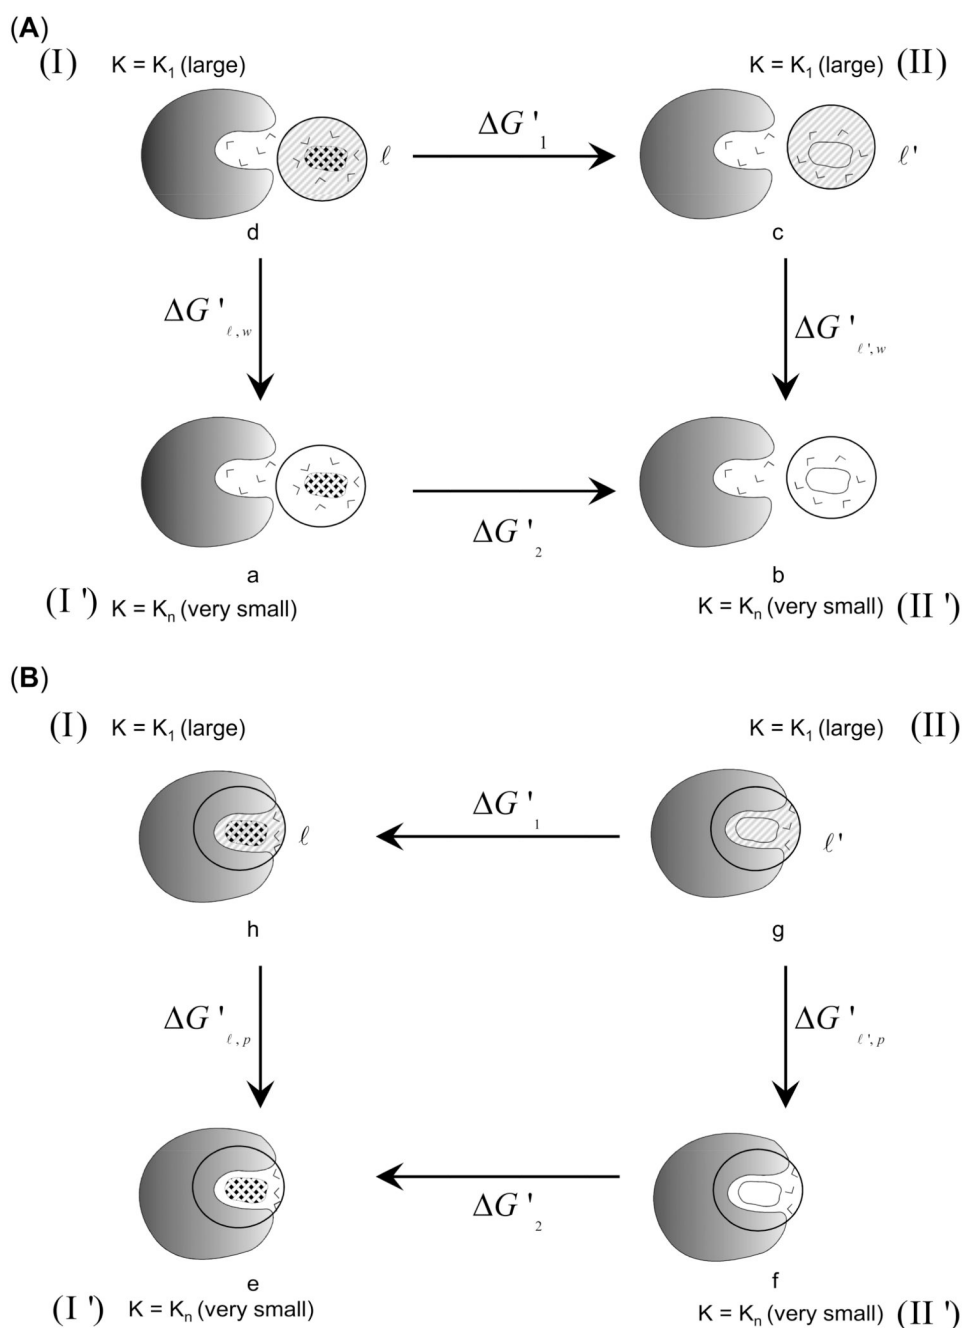 (A)
(I) K = K₁ (large) K = K₁ (large) (II)
ΔG'₁
ℓ ℓ'
d c
ΔG'ℓ,w ΔG'ℓ',w
ΔG'₂
a b
(I ') K = Kₙ (very small) K = Kₙ (very small) (II ')
(B)
(I) K = K₁ (large) K = K₁ (large) (II)
ΔG'₁
ℓ ℓ'
h g
ΔG'ℓ,p ΔG'ℓ',p
ΔG'₂
e f
(I ') K = Kₙ (very small) K = Kₙ (very small) (II ')